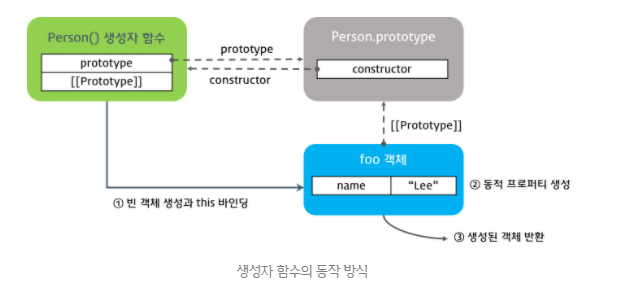 Person() 생성자 함수
prototype
[[Prototype]]
prototype
constructor
Person.prototype
constructor
[[Prototype]]
foo 객체
name
“Lee”
② 동적 프로퍼티 생성
① 빈 객체 생성과 this 바인딩
③ 생성된 객체 반환
생성자 함수의 동작 방식